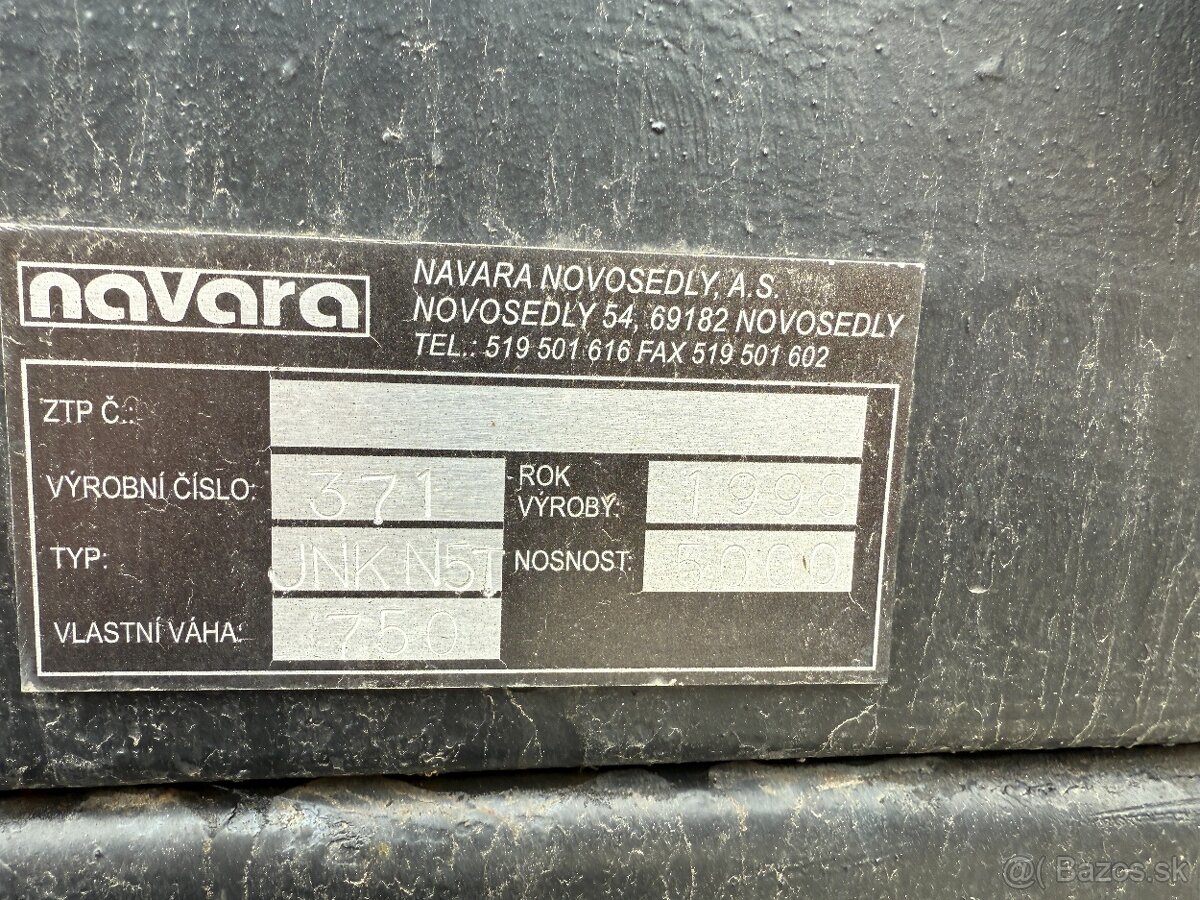 navara
NAVARA NOVOSEDLY, A.S.
NOVOSEDLY 54, 69182 NOVOSEDLY
TEL.: 519 501 616 FAX 519 501 602
ZTP Č.:
VÝROBNÍ ČÍSLO: 371
ROK VÝROBY: 1998
TYP: JNK N5T
NOSNOST: 5000
VLASTNÍ VÁHA: 750
@ Bazos.sk